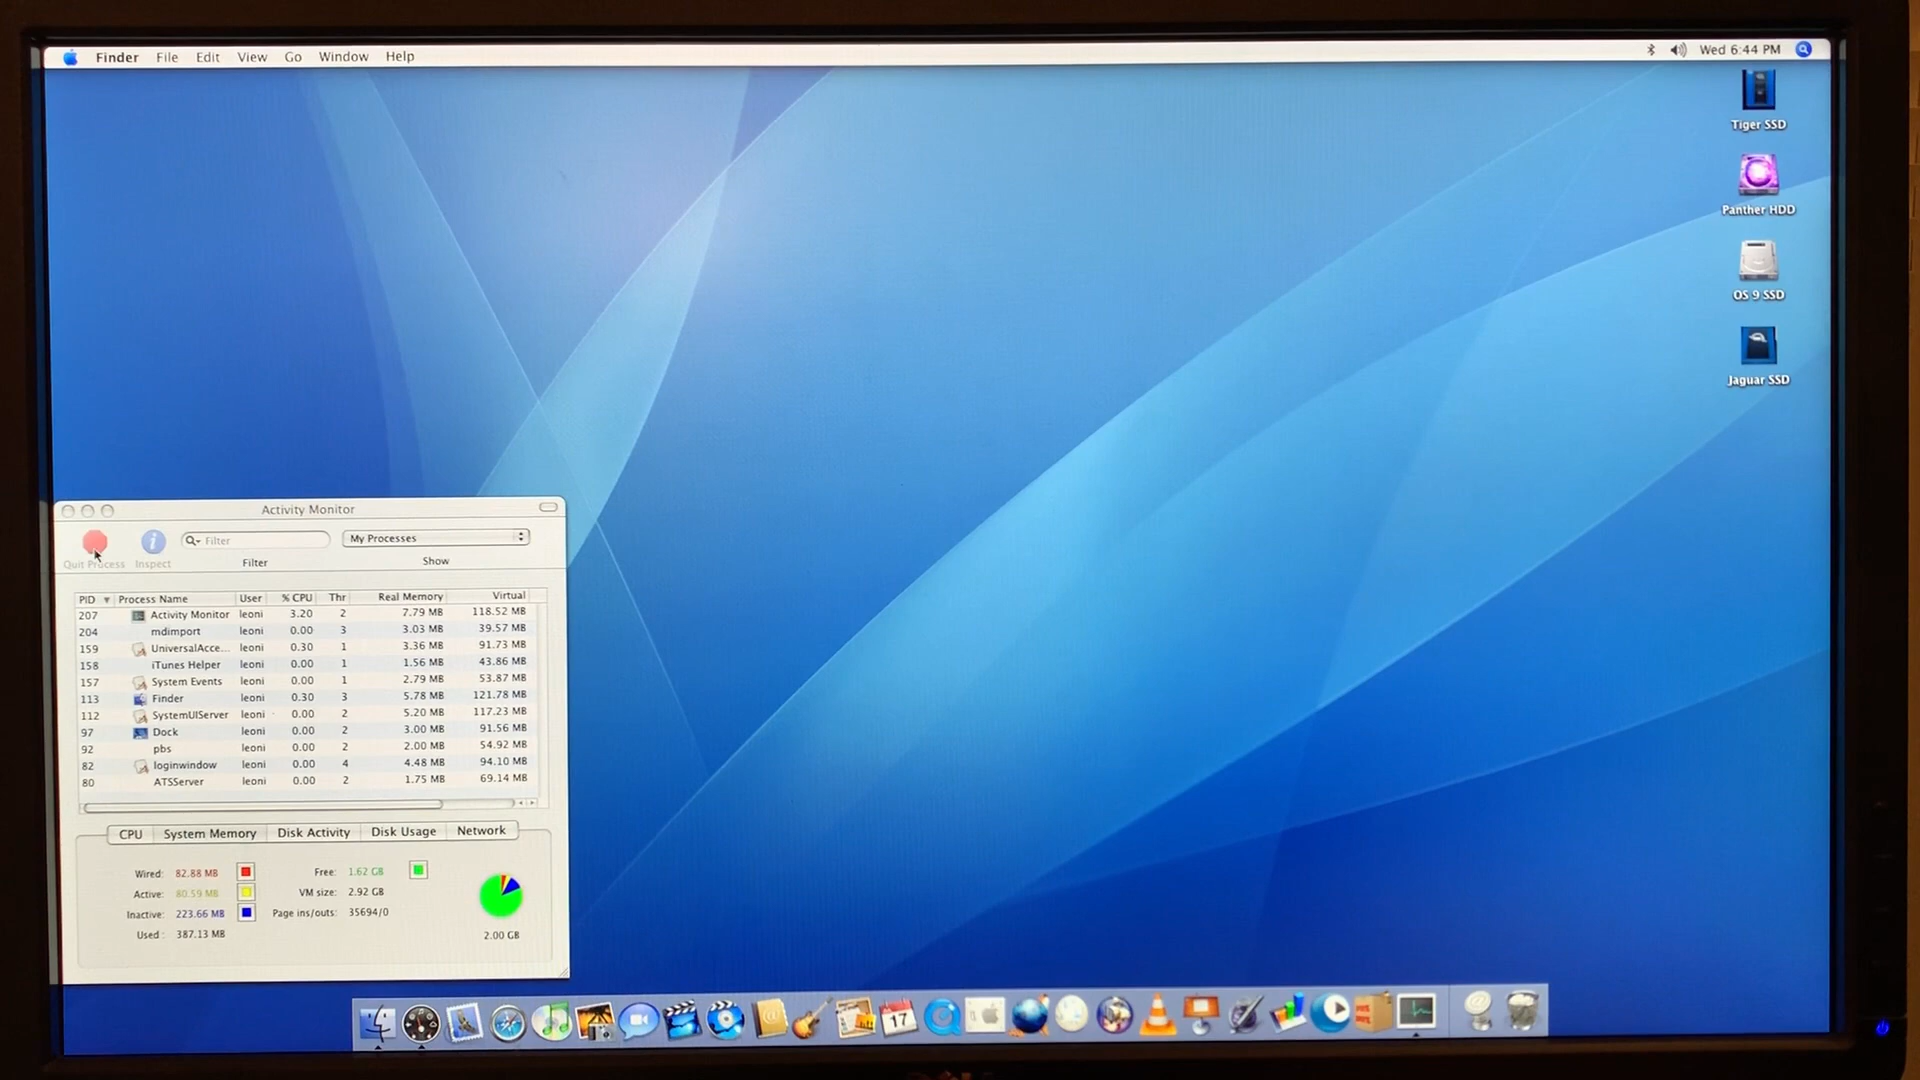 Finder File Edit View Go Window Help
Wed 6:44 PM
Tiger SSD
Panther HDD
OS 9 SSD
Jaguar SSD
Activity Monitor
Filter
My Processes
Quit Process Inspect Filter Show
PID Process Name User % CPU Thr Real Memory Virtual
207 Activity Monitor leoni 3.20 2 7.79 MB 118.52 MB
204 mdimport leoni 0.00 3 3.03 MB 39.57 MB
159 UniversalAcce... leoni 0.30 1 3.36 MB 91.73 MB
158 iTunes Helper leoni 0.00 1 1.56 MB 43.86 MB
157 System Events leoni 0.00 1 2.79 MB 53.87 MB
113 Finder leoni 0.30 3 5.78 MB 121.78 MB
112 SystemUIServer leoni 0.00 2 5.20 MB 117.23 MB
97 Dock leoni 0.00 2 3.00 MB 91.56 MB
92 pbs leoni 0.00 2 2.00 MB 54.92 MB
82 loginwindow leoni 0.00 4 4.48 MB 94.10 MB
80 ATSServer leoni 0.00 2 1.75 MB 69.14 MB
CPU System Memory Disk Activity Disk Usage Network
Wired: 82.88 MB Free: 1.62 GB
Active: 80.59 MB VM size: 2.92 GB
Inactive: 223.66 MB Page ins/outs: 35694/0
Used: 387.13 MB
2.00 GB
17